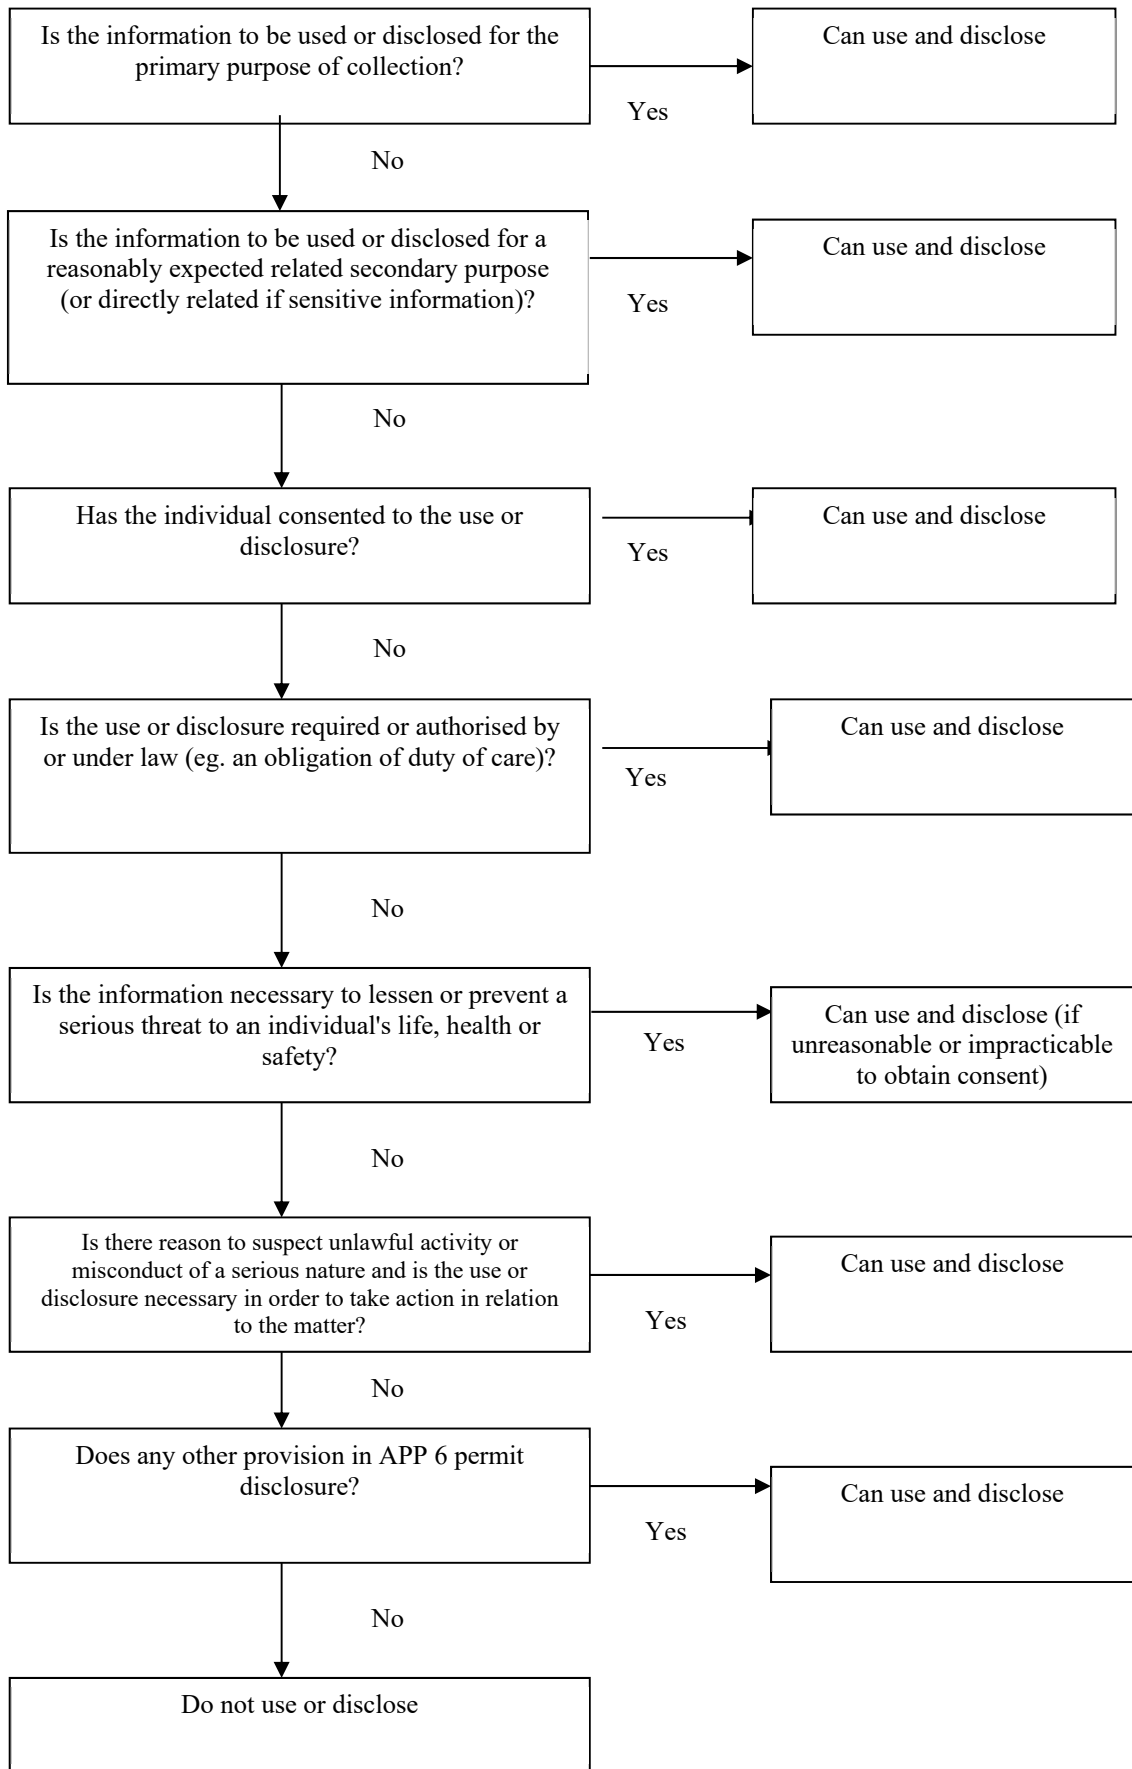 Is the information to be used or disclosed for the
primary purpose of collection?
Can use and disclose
Yes
No
Is the information to be used or disclosed for a
reasonably expected related secondary purpose
(or directly related if sensitive information)?
Can use and disclose
Yes
No
Has the individual consented to the use or
disclosure?
Can use and disclose
Yes
No
Is the use or disclosure required or authorised by
or under law (eg. an obligation of duty of care)?
Can use and disclose
Yes
No
Is the information necessary to lessen or prevent a
serious threat to an individual's life, health or
safety?
Can use and disclose (if
unreasonable or impracticable
to obtain consent)
Yes
No
Is there reason to suspect unlawful activity or
misconduct of a serious nature and is the use or
disclosure necessary in order to take action in relation
to the matter?
Can use and disclose
Yes
No
Does any other provision in APP 6 permit
disclosure?
Can use and disclose
Yes
No
Do not use or disclose